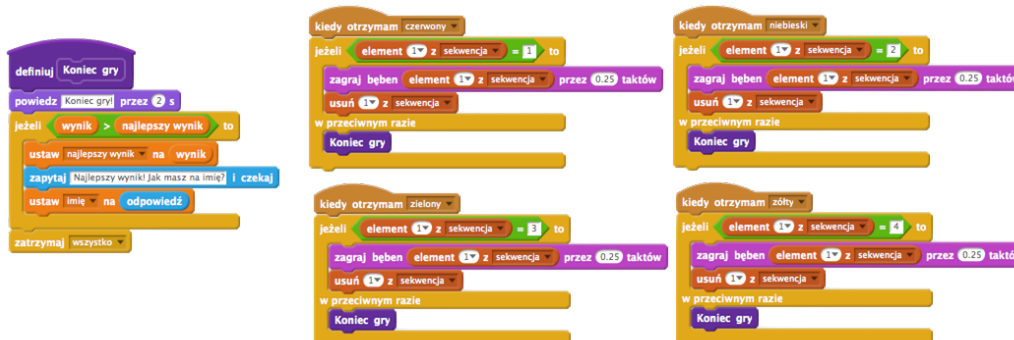 definiuj Koniec gry
powiedz Koniec gry! przez 2 s
jeżeli wynik > najlepszy wynik to
ustaw najlepszy wynik na wynik
zapytaj Najlepszy wynik! Jak masz na imię? i czekaj
ustaw imię na odpowiedź
zatrzymaj wszystko
kiedy otrzymam czerwony
jeżeli element 1 z sekwencja = 1 to
zagraj bęben element 1 z sekwencja przez 0.25 taktów
usuń 1 z sekwencja
w przeciwnym razie
Koniec gry
kiedy otrzymam niebieski
jeżeli element 1 z sekwencja = 2 to
zagraj bęben element 1 z sekwencja przez 0.25 taktów
usuń 1 z sekwencja
w przeciwnym razie
Koniec gry
kiedy otrzymam zielony
jeżeli element 1 z sekwencja = 3 to
zagraj bęben element 1 z sekwencja przez 0.25 taktów
usuń 1 z sekwencja
w przeciwnym razie
Koniec gry
kiedy otrzymam żółty
jeżeli element 1 z sekwencja = 4 to
zagraj bęben element 1 z sekwencja przez 0.25 taktó
usuń 1 z sekwencja
w przeciwnym razie
Koniec gry